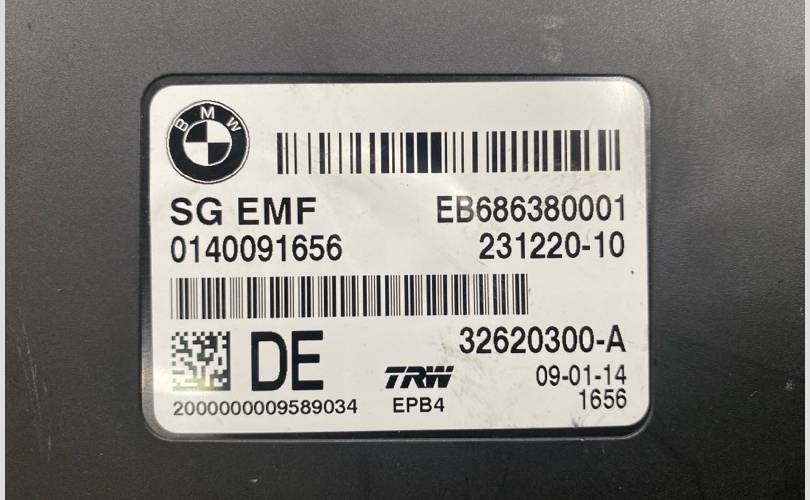 BMW
SG EMF EB686380001
0140091656 231220-10
32620300-A
DE TRW 09-01-14
2000000009589034 EPB4 1656